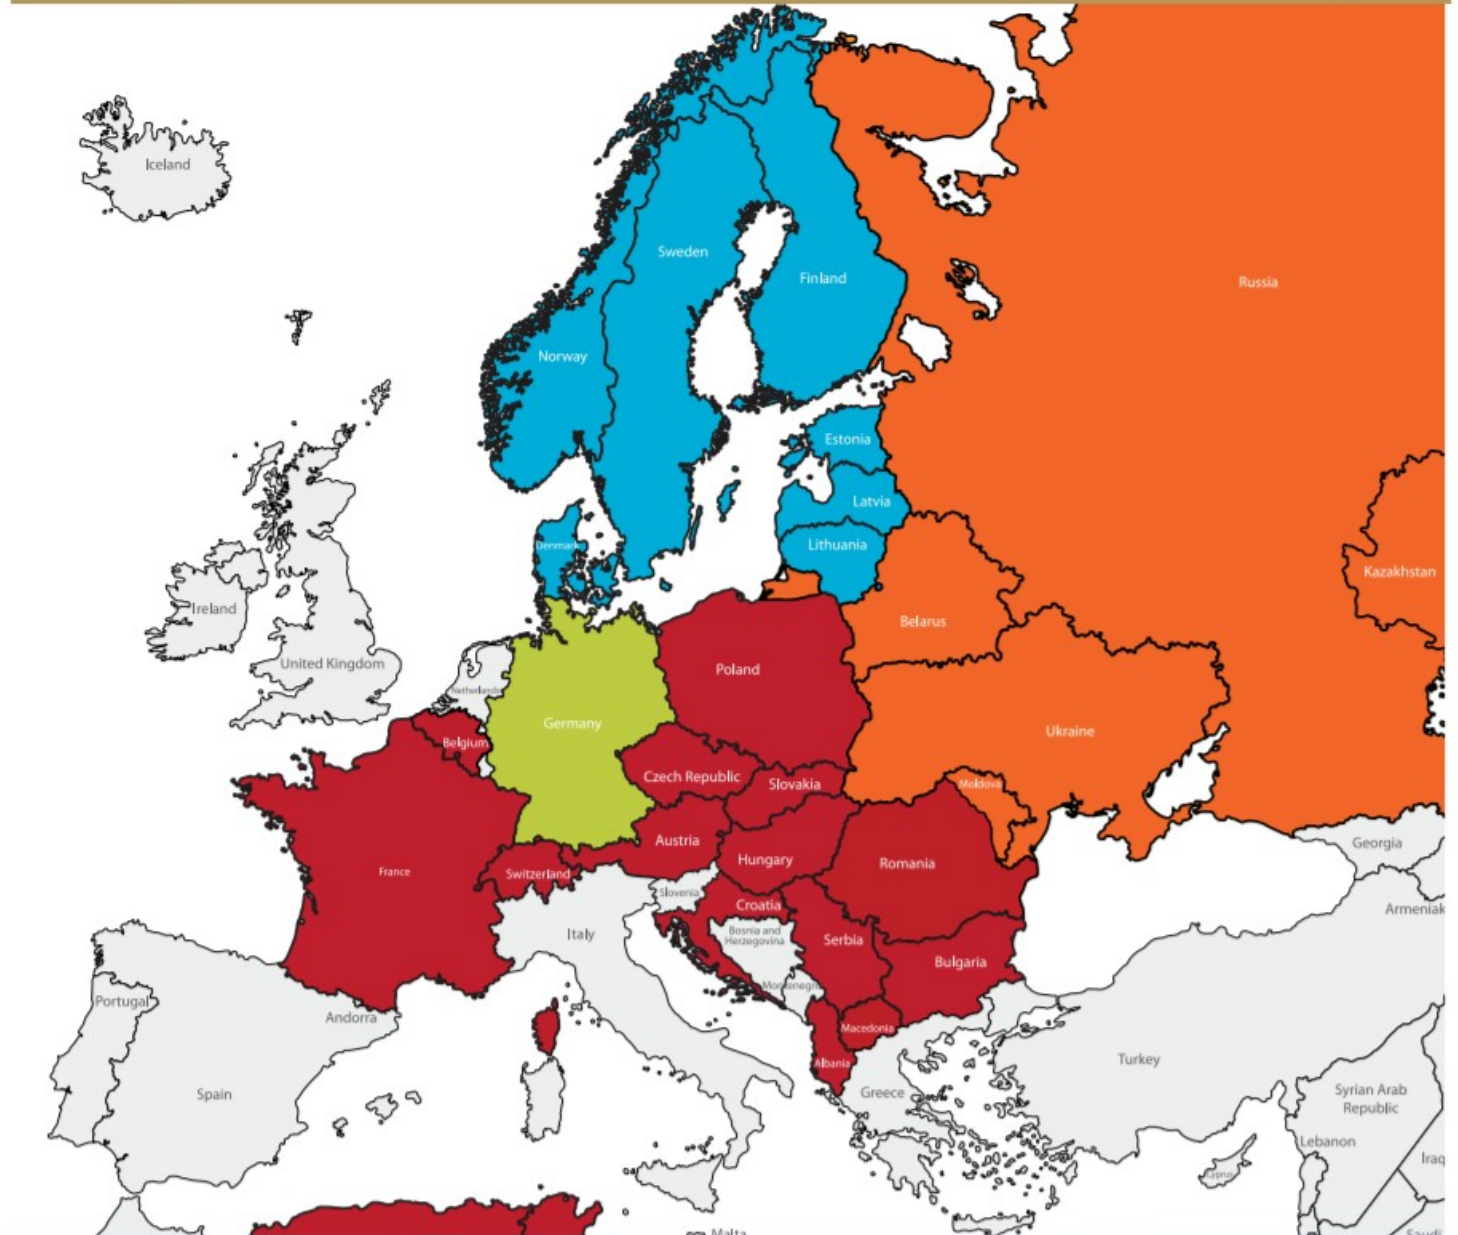 Iceland
Sweden
Finland
Russia
Norway
Estonia
Latvia
Denmark
Lithuania
Kazakhstan
Ireland
Belarus
United Kingdom
Poland
Netherlands
Germany
Ukraine
Belgium
Czech Republic
Slovakia
Moldova
Austria
Georgia
Hungary
Romania
France
Switzerland
Slovenia
Croatia
Armeniak
Italy
Bosnia and
Herzegovina
Serbia
Bulgaria
Montenegro
Portugal
Andorra
Macedonia
Albania
Turkey
Spain
Greece
Syrian Arab
Republic
Lebanon
Iraq
Cyprus
Malta
Saudi